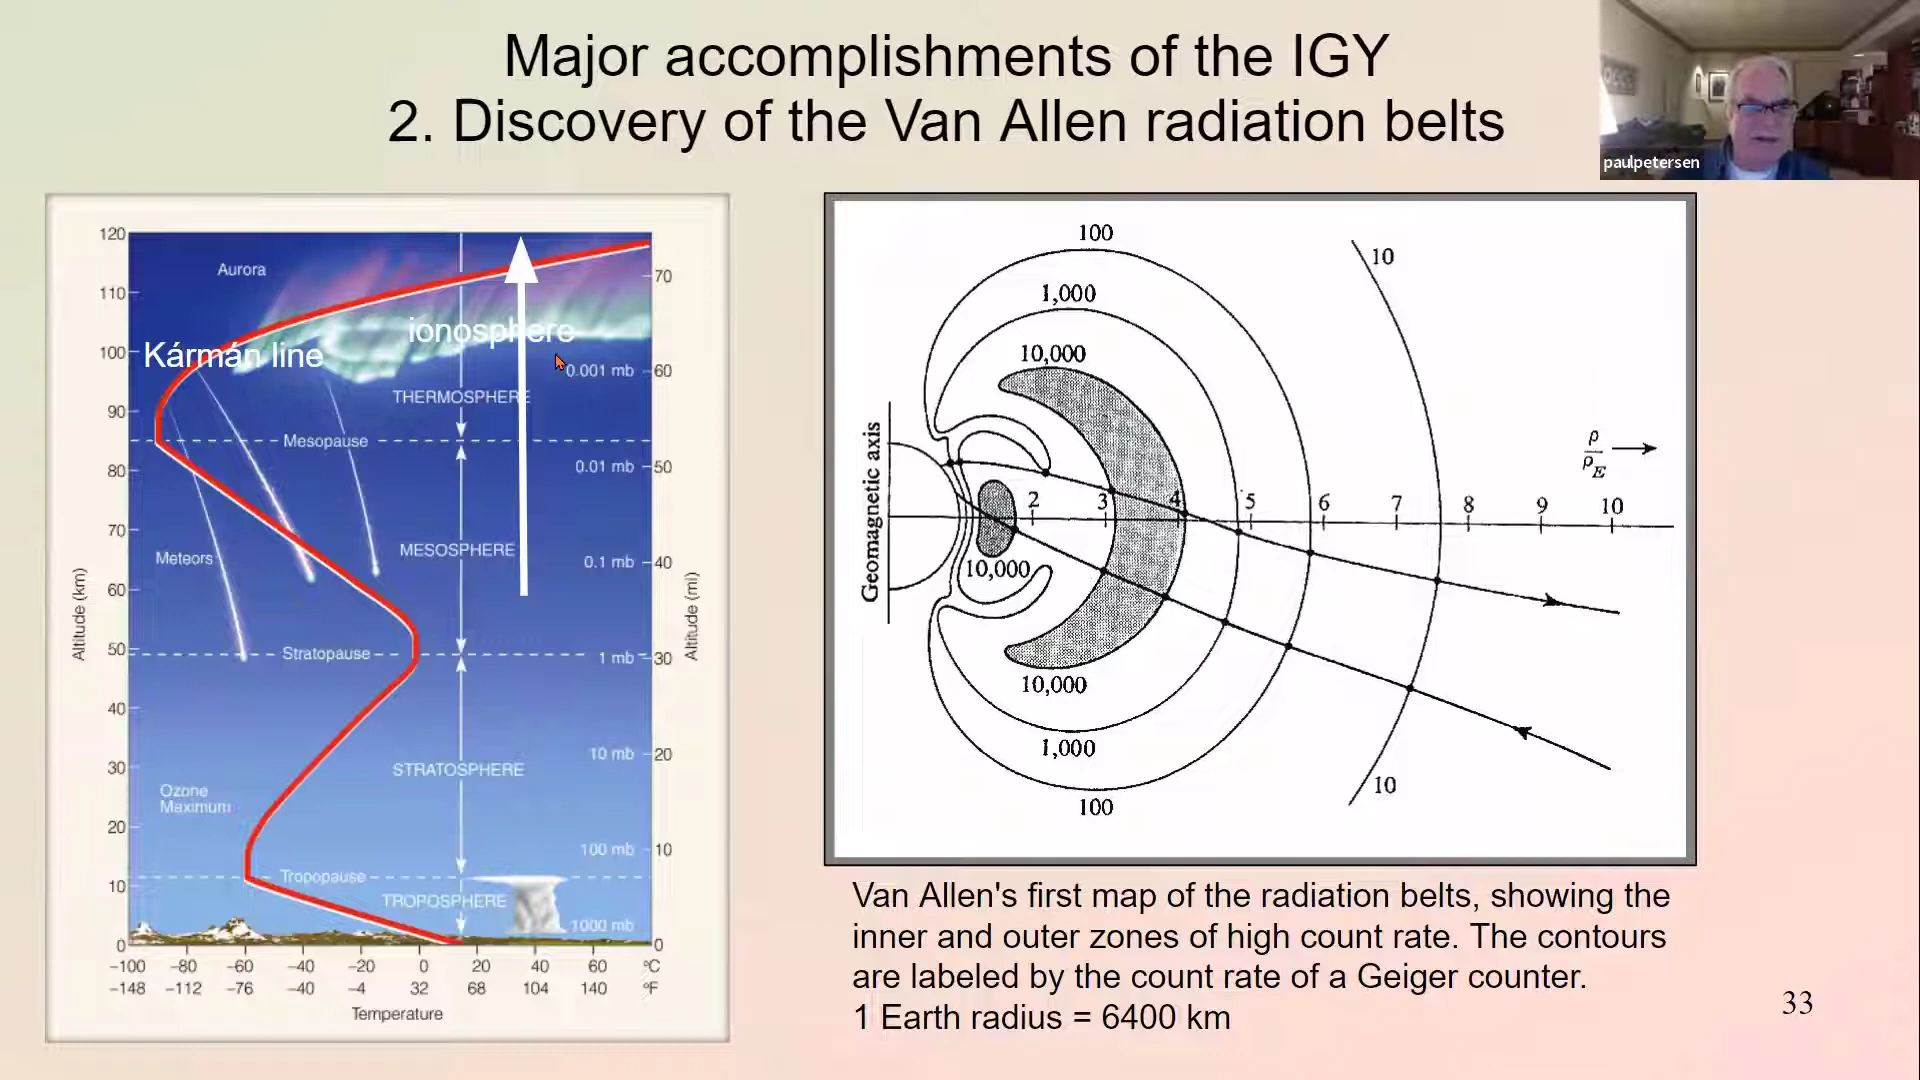 Major accomplishments of the IGY
2. Discovery of the Van Allen radiation belts
paulpetersen
120
110
100
90
80
70
60
50
40
30
20
10
0
Altitude (km)
Aurora
Kármán line
ionosphere
0.001 mb
THERMOSPHERE
Mesopause
0.01 mb
MESOSPHERE
0.1 mb
Meteors
Stratopause
1 mb
10 mb
STRATOSPHERE
Ozone
Maximum
100 mb
Tropopause
TROPOSPHERE
1000 mb
70
60
50
40
30
20
10
0
Altitude (mi)
−100 −80 −60 −40 −20 0 20 40 60 °C
−148 −112 −76 −40 −4 32 68 104 140 °F
Temperature
100
10
1,000
10,000
Geomagnetic axis
ρ
ρE
2 3 4 5 6 7 8 9 10
10,000
10,000
1,000
10
100
Van Allen's first map of the radiation belts, showing the
inner and outer zones of high count rate. The contours
are labeled by the count rate of a Geiger counter.
1 Earth radius = 6400 km
33